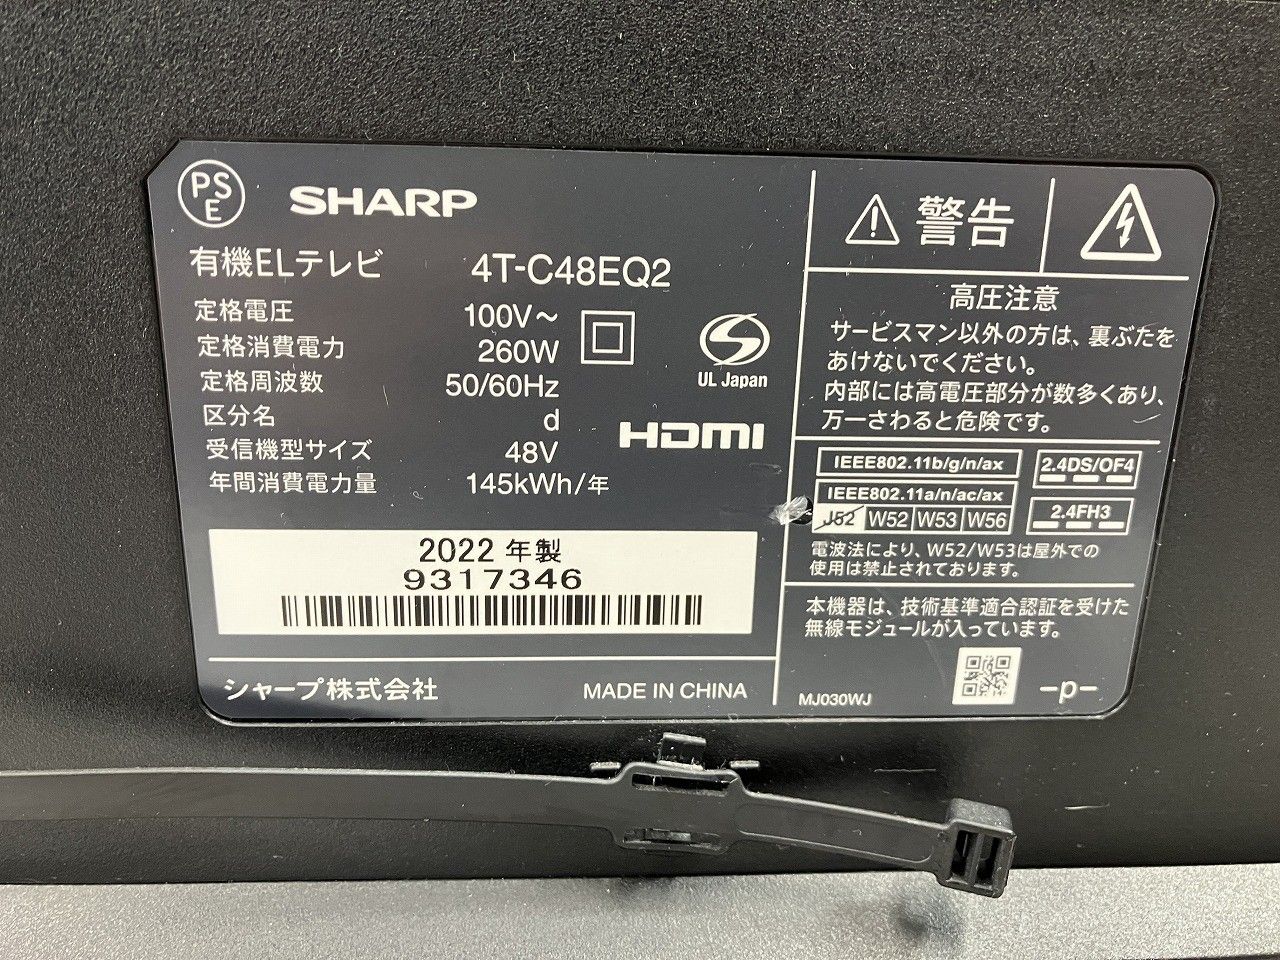 PS
E
SHARP
有機ELテレビ 4T-C48EQ2
定格電圧 100V~
定格消費電力 260W
定格周波数 50/60Hz
区分名 d
受信機型サイズ 48V
年間消費電力量 145kWh/年
UL Japan
HDMI
2022 年製
9317346
シャープ株式会社 MADE IN CHINA
警告
高圧注意
サービスマン以外の方は、裏ぶたを
あけないでください。
内部には高電圧部分が数多くあり、
万一さわると危険です。
IEEE802.11b/g/n/ax
IEEE802.11a/n/ac/ax
J52 W52 W53 W56
2.4DS/OF4
2.4FH3
電波法により、W52/W53は屋外での
使用は禁止されております。
本機器は、技術基準適合認証を受けた
無線モジュールが入っています。
MJ030WJ
-p-